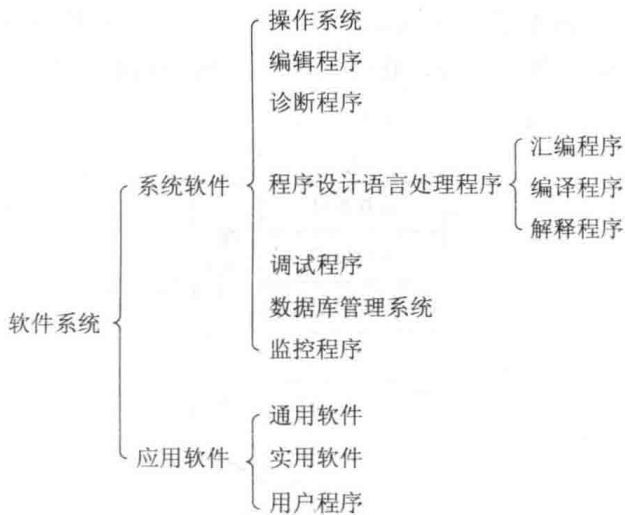 操作系统
编辑程序
诊断程序
汇编程序
系统软件 程序设计语言处理程序 编译程序
解释程序
调试程序
数据库管理系统
软件系统
监控程序
通用软件
应用软件 实用软件
用户程序